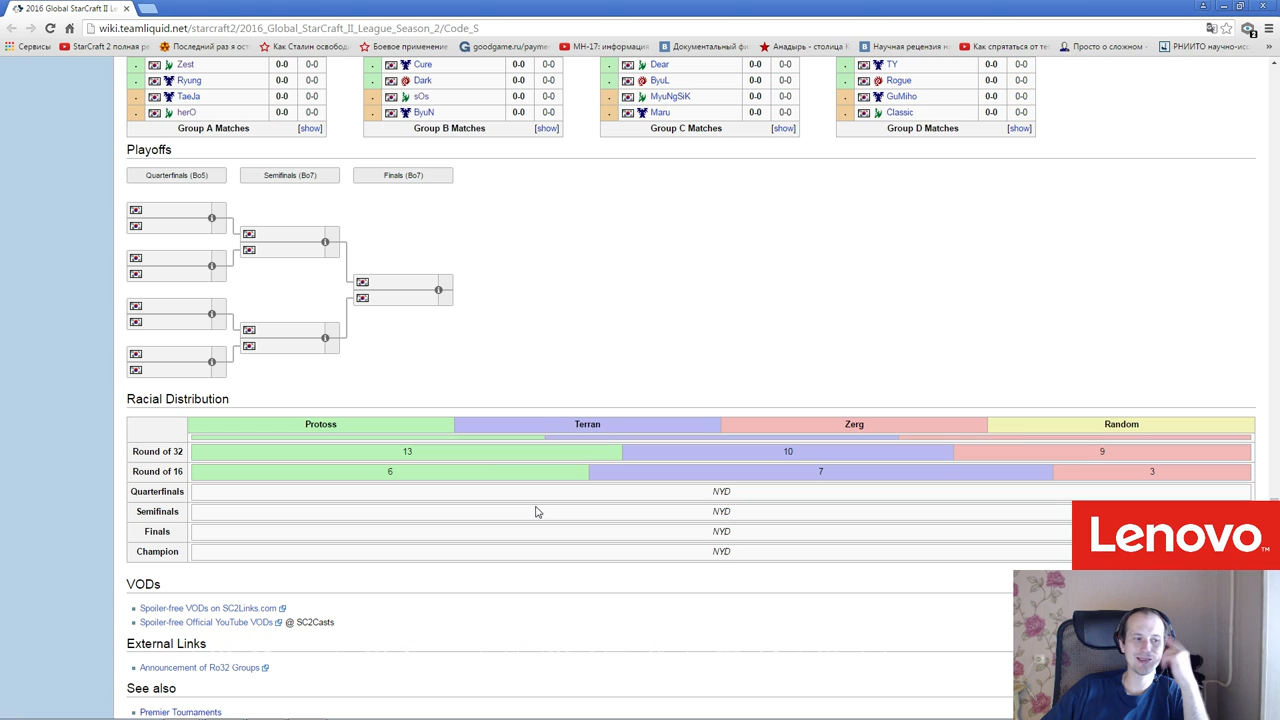 2016 Global StarCraft II L
wiki.teamliquid.net/starcraft2/2016_Global_StarCraft_II_League_Season_2/Code_S
Сервисы StarCraft 2 полная ре Последний раз я ост Как Сталин освобод Боевое применение goodgame.ru/payme МН-17: информаци Документальный фи Анадырь - столица К Научная рецензия н Как спрятаться от те Просто о сложном - РНИИТО научно-исс »
Zest 0-0 0-0 Cure 0-0 0-0 Dear 0-0 0-0 TY 0-0 0-0
Ryung 0-0 0-0 Dark 0-0 0-0 ByuL 0-0 0-0 Rogue 0-0 0-0
TaeJa 0-0 0-0 sOs 0-0 0-0 MyuNgSiK 0-0 0-0 GuMiho 0-0 0-0
herO 0-0 0-0 ByuN 0-0 0-0 Maru 0-0 0-0 Classic 0-0 0-0
Group A Matches [show] Group B Matches [show] Group C Matches [show] Group D Matches [show]
Playoffs
Quarterfinals (Bo5) Semifinals (Bo7) Finals (Bo7)
Racial Distribution
Protoss Terran Zerg Random
Round of 32 13 10 9
Round of 16 6 7 3
Quarterfinals NYD
Semifinals NYD
Finals NYD
Champion NYD
Lenovo™
VODs
Spoiler-free VODs on SC2Links.com
Spoiler-free Official YouTube VODs @ SC2Casts
External Links
Announcement of Ro32 Groups
See also
Premier Tournaments